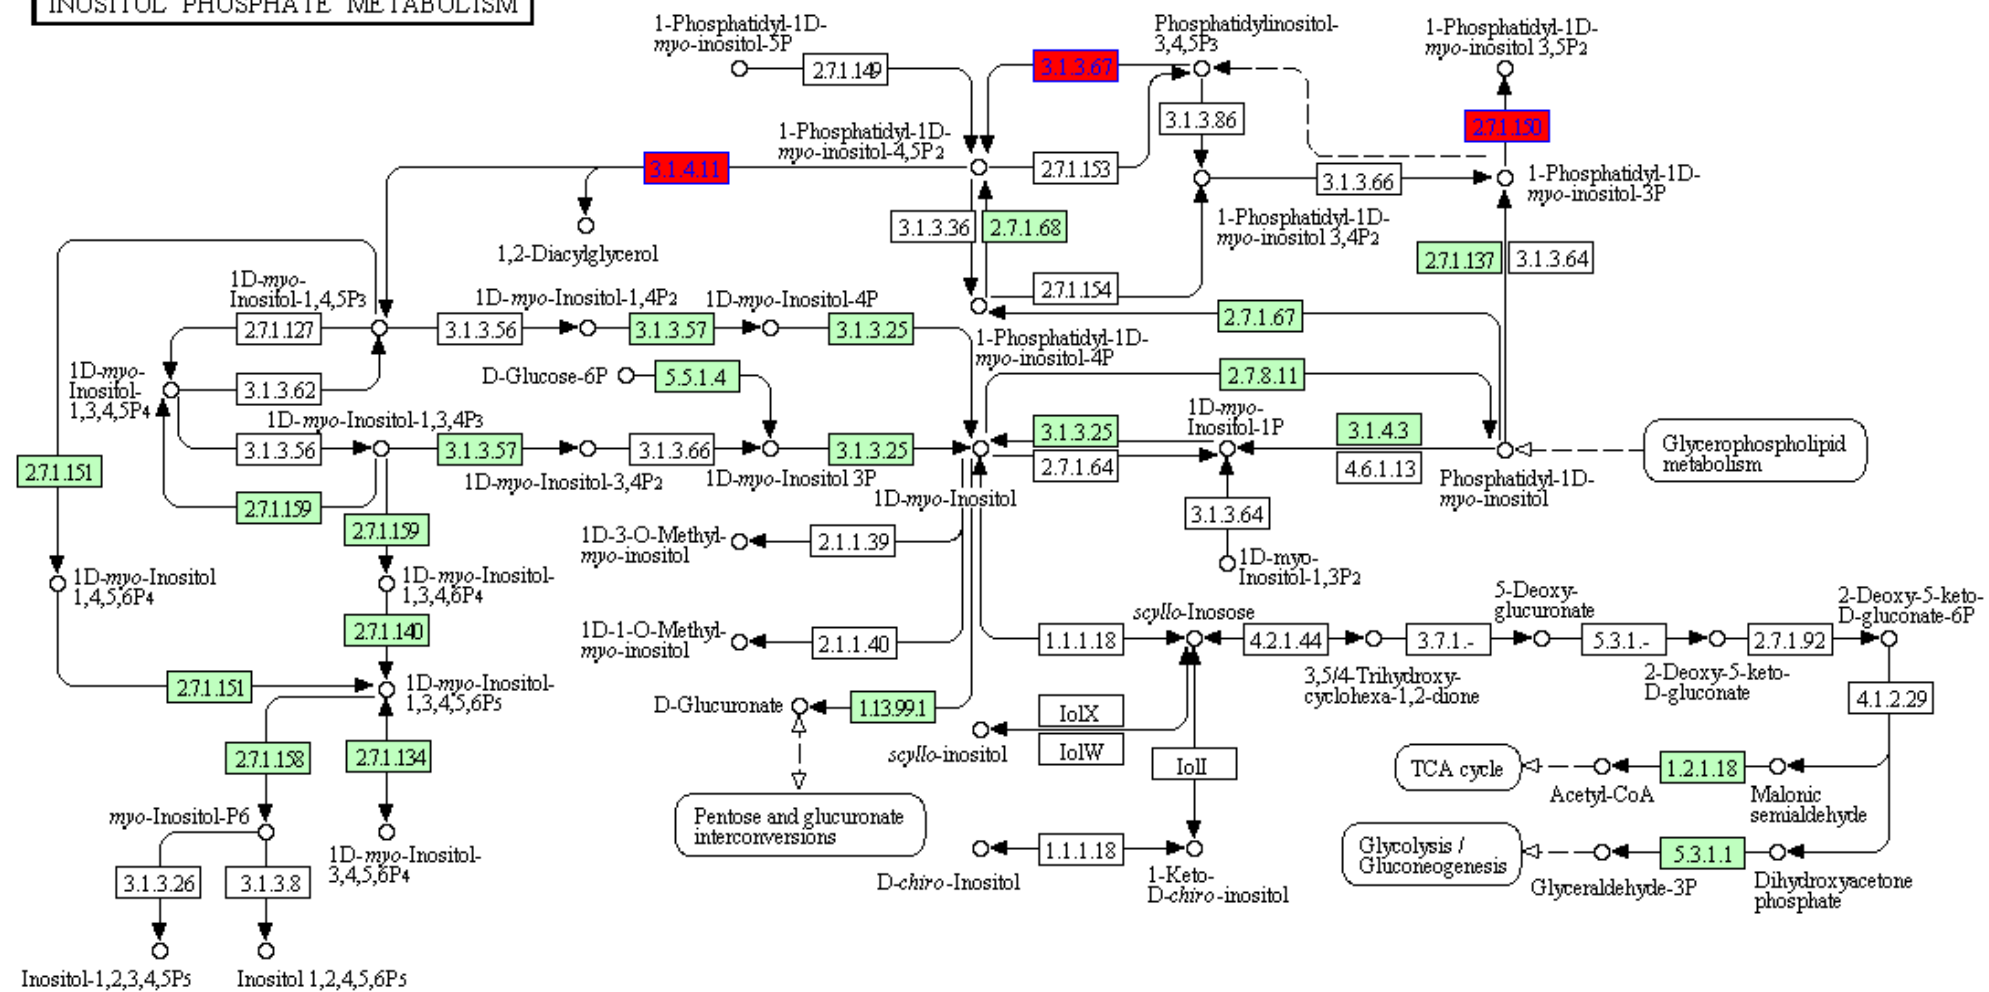 INOSITOL PHOSPHATE METABOLISM
1-Phosphatidyl-1D-
myo-inositol-5P
2.7.1.149
3.1.3.67
Phosphatidylinositol-
3,4,5P3
1-Phosphatidyl-1D-
myo-inositol 3,5P2
3.1.3.86
2.7.1.150
1-Phosphatidyl-1D-
myo-inositol-4,5P2
3.1.4.11
2.7.1.153
3.1.3.66
1-Phosphatidyl-1D-
myo-inositol-3P
1,2-Diacylglycerol
3.1.3.36
2.7.1.68
1-Phosphatidyl-1D-
myo-inositol 3,4P2
2.7.1.137
3.1.3.64
1D-myo-
Inositol-1,4,5P3
1D-myo-Inositol-1,4P2
1D-myo-Inositol-4P
2.7.1.154
2.7.1.127
3.1.3.56
3.1.3.57
3.1.3.25
2.7.1.67
1-Phosphatidyl-1D-
myo-inositol-4P
1D-myo-
Inositol-
1,3,4,5P4
3.1.3.62
D-Glucose-6P
5.5.1.4
2.7.8.11
1D-myo-Inositol-1,3,4P3
1D-myo-
Inositol-1P
3.1.3.56
3.1.3.57
3.1.3.66
3.1.3.25
3.1.3.25
2.7.1.64
3.1.4.3
4.6.1.13
Glycerophospholipid
metabolism
2.7.1.151
1D-myo-Inositol-3,4P2
1D-myo-Inositol 3P
1D-myo-Inositol
Phosphatidyl-1D-
myo-inositol
2.7.1.159
2.7.1.159
3.1.3.64
1D-3-O-Methyl-
myo-inositol
2.1.1.39
1D-myo-Inositol
1,4,5,6P4
1D-myo-Inositol-
1,3,4,6P4
1D-myo-
Inositol-1,3P2
5-Deoxy-
glucuronate
2-Deoxy-5-keto-
D-gluconate-6P
scyllo-Inosose
2.7.1.140
1D-1-O-Methyl-
myo-inositol
2.1.1.40
1.1.1.18
4.2.1.44
3.7.1.-
5.3.1.-
2.7.1.92
3,5/4-Trihydroxy-
cyclohexa-1,2-dione
2-Deoxy-5-keto-
D-gluconate
2.7.1.151
1D-myo-Inositol-
1,3,4,5,6P5
D-Glucuronate
1.13.99.1
4.1.2.29
IolX
scyllo-inositol
IolW
IolI
2.7.1.158
2.7.1.134
TCA cycle
1.2.1.18
Acetyl-CoA
Malonic
semialdehyde
myo-Inositol-P6
Pentose and glucuronate
interconversions
1D-myo-Inositol-
3,4,5,6P4
1.1.1.18
Glycolysis /
Gluconeogenesis
5.3.1.1
3.1.3.26
3.1.3.8
D-chiro-Inositol
1-Keto-
D-chiro-inositol
Glyceraldehyde-3P
Dihydroxyacetone
phosphate
Inositol-1,2,3,4,5P5
Inositol 1,2,4,5,6P5